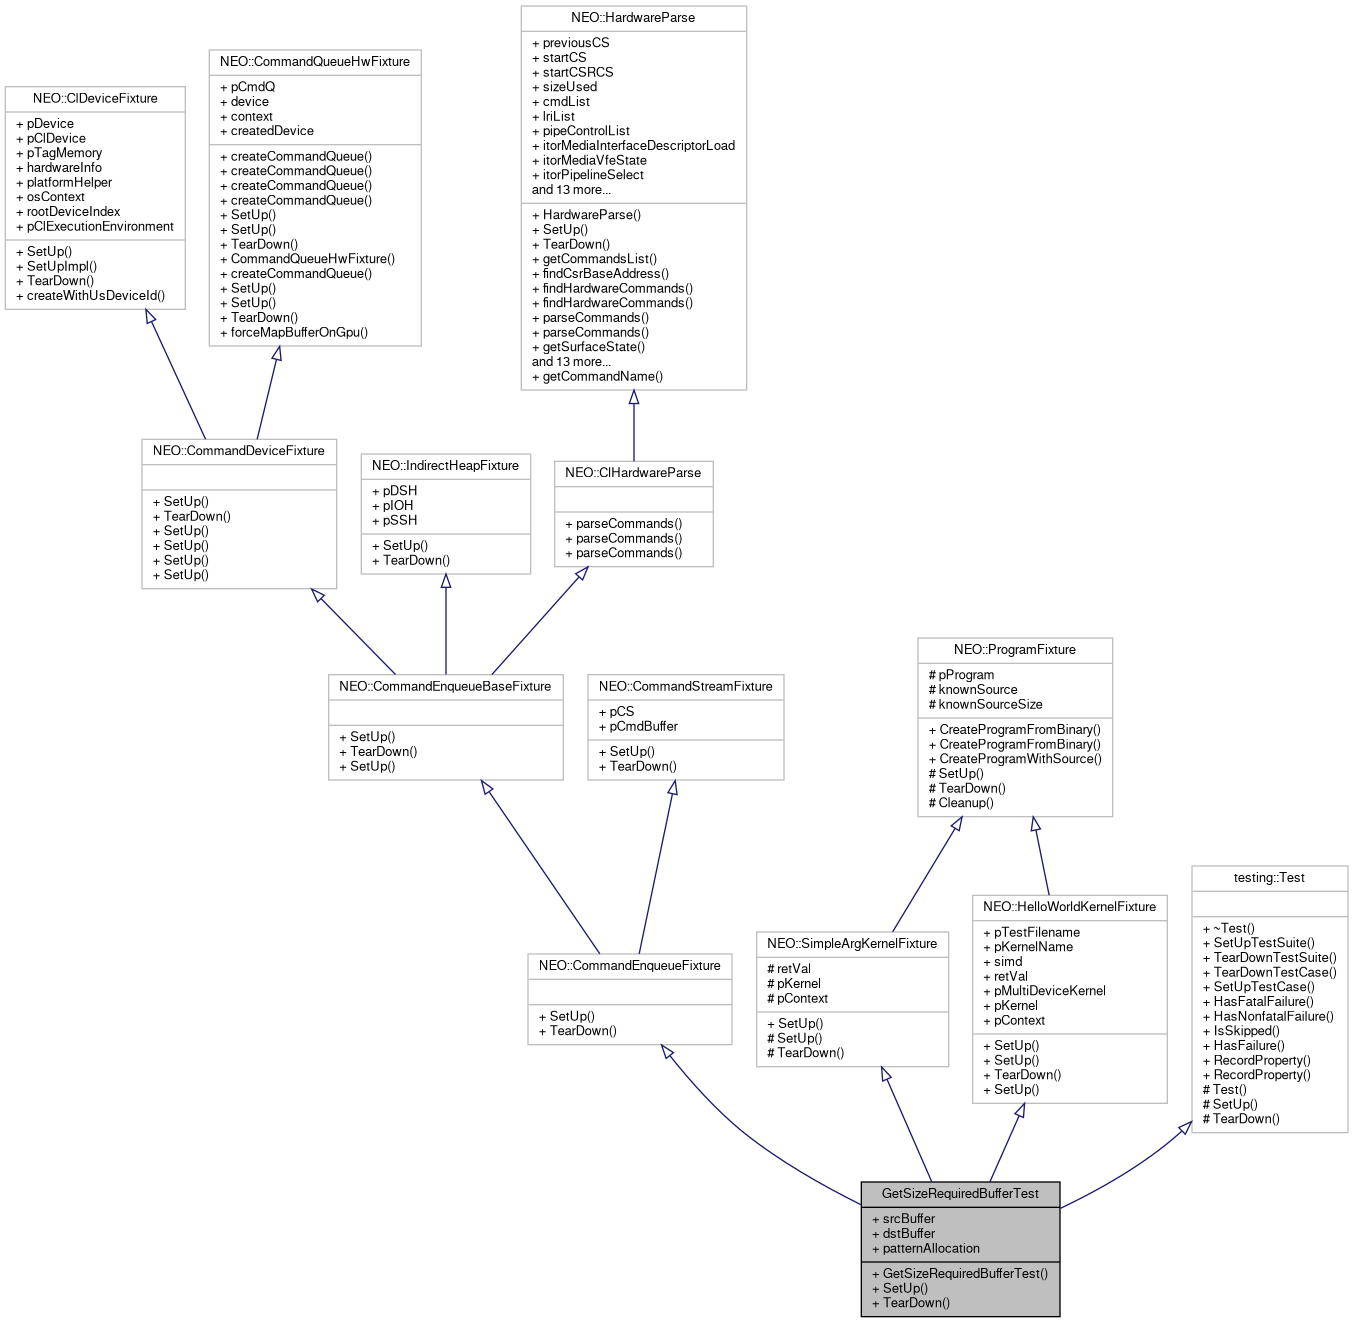 NEO::HardwareParse
+ previousCS
+ startCS
+ startCSRCS
+ sizeUsed
+ cmdList
+ lriList
+ pipeControlList
+ itorMediaInterfaceDescriptorLoad
+ itorMediaVfeState
+ itorPipelineSelect
and 13 more...
+ HardwareParse()
+ SetUp()
+ TearDown()
+ getCommandsList()
+ findCsrBaseAddress()
+ findHardwareCommands()
+ findHardwareCommands()
+ parseCommands()
+ parseCommands()
+ getSurfaceState()
and 13 more...
+ getCommandName()
NEO::CommandQueueHwFixture
+ pCmdQ
+ device
+ context
+ createdDevice
+ createCommandQueue()
+ createCommandQueue()
+ createCommandQueue()
+ createCommandQueue()
+ SetUp()
+ SetUp()
+ TearDown()
+ CommandQueueHwFixture()
+ createCommandQueue()
+ SetUp()
+ SetUp()
+ TearDown()
+ forceMapBufferOnGpu()
NEO::ClDeviceFixture
+ pDevice
+ pClDevice
+ pTagMemory
+ hardwareInfo
+ platformHelper
+ osContext
+ rootDeviceIndex
+ pClExecutionEnvironment
+ SetUp()
+ SetUpImpl()
+ TearDown()
+ createWithUsDeviceId()
NEO::CommandDeviceFixture
+ SetUp()
+ TearDown()
+ SetUp()
+ SetUp()
+ SetUp()
+ SetUp()
NEO::IndirectHeapFixture
+ pDSH
+ pIOH
+ pSSH
+ SetUp()
+ TearDown()
NEO::ClHardwareParse
+ parseCommands()
+ parseCommands()
+ parseCommands()
NEO::CommandEnqueueBaseFixture
+ SetUp()
+ TearDown()
+ SetUp()
NEO::CommandStreamFixture
+ pCS
+ pCmdBuffer
+ SetUp()
+ TearDown()
NEO::ProgramFixture
# pProgram
# knownSource
# knownSourceSize
+ CreateProgramFromBinary()
+ CreateProgramFromBinary()
+ CreateProgramWithSource()
# SetUp()
# TearDown()
# Cleanup()
NEO::CommandEnqueueFixture
+ SetUp()
+ TearDown()
NEO::SimpleArgKernelFixture
# retVal
# pKernel
# pContext
+ SetUp()
# SetUp()
# TearDown()
NEO::HelloWorldKernelFixture
+ pTestFilename
+ pKernelName
+ simd
+ retVal
+ pMultiDeviceKernel
+ pKernel
+ pContext
+ SetUp()
+ SetUp()
+ TearDown()
+ SetUp()
testing::Test
+ ~Test()
+ SetUpTestSuite()
+ TearDownTestSuite()
+ TearDownTestCase()
+ SetUpTestCase()
+ HasFatalFailure()
+ HasNonfatalFailure()
+ IsSkipped()
+ HasFailure()
+ RecordProperty()
+ RecordProperty()
# Test()
# SetUp()
# TearDown()
GetSizeRequiredBufferTest
+ srcBuffer
+ dstBuffer
+ patternAllocation
+ GetSizeRequiredBufferTest()
+ SetUp()
+ TearDown()